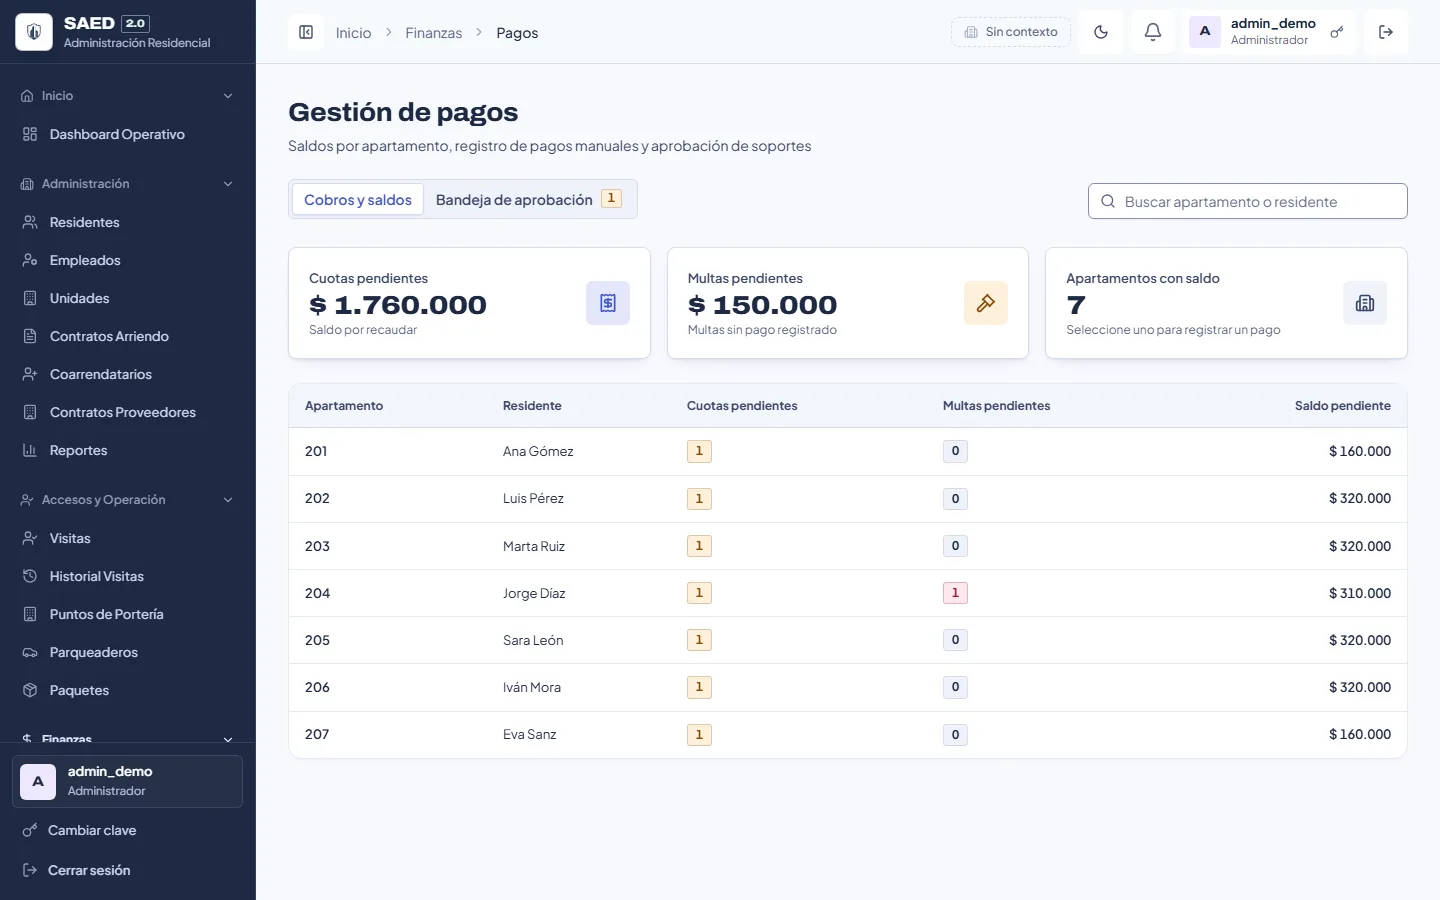 SAED 2.0
Administración Residencial
Inicio
Dashboard Operativo
Administración
Residentes
Empleados
Unidades
Contratos Arriendo
Coarrendatarios
Contratos Proveedores
Reportes
Accesos y Operación
Visitas
Historial Visitas
Puntos de Portería
Parqueaderos
Paquetes
Finanzas
A
admin_demo
Administrador
Cambiar clave
Cerrar sesión
Inicio > Finanzas > Pagos
Sin contexto
A
admin_demo
Administrador
Gestión de pagos
Saldos por apartamento, registro de pagos manuales y aprobación de soportes
Cobros y saldos
Bandeja de aprobación 1
Buscar apartamento o residente
Cuotas pendientes
$ 1.760.000
Saldo por recaudar
Multas pendientes
$ 150.000
Multas sin pago registrado
Apartamentos con saldo
7
Seleccione uno para registrar un pago
Apartamento Residente Cuotas pendientes Multas pendientes Saldo pendiente
201 Ana Gómez 1 0 $ 160.000
202 Luis Pérez 1 0 $ 320.000
203 Marta Ruiz 1 0 $ 320.000
204 Jorge Díaz 1 1 $ 310.000
205 Sara León 1 0 $ 320.000
206 Iván Mora 1 0 $ 320.000
207 Eva Sanz 1 0 $ 160.000